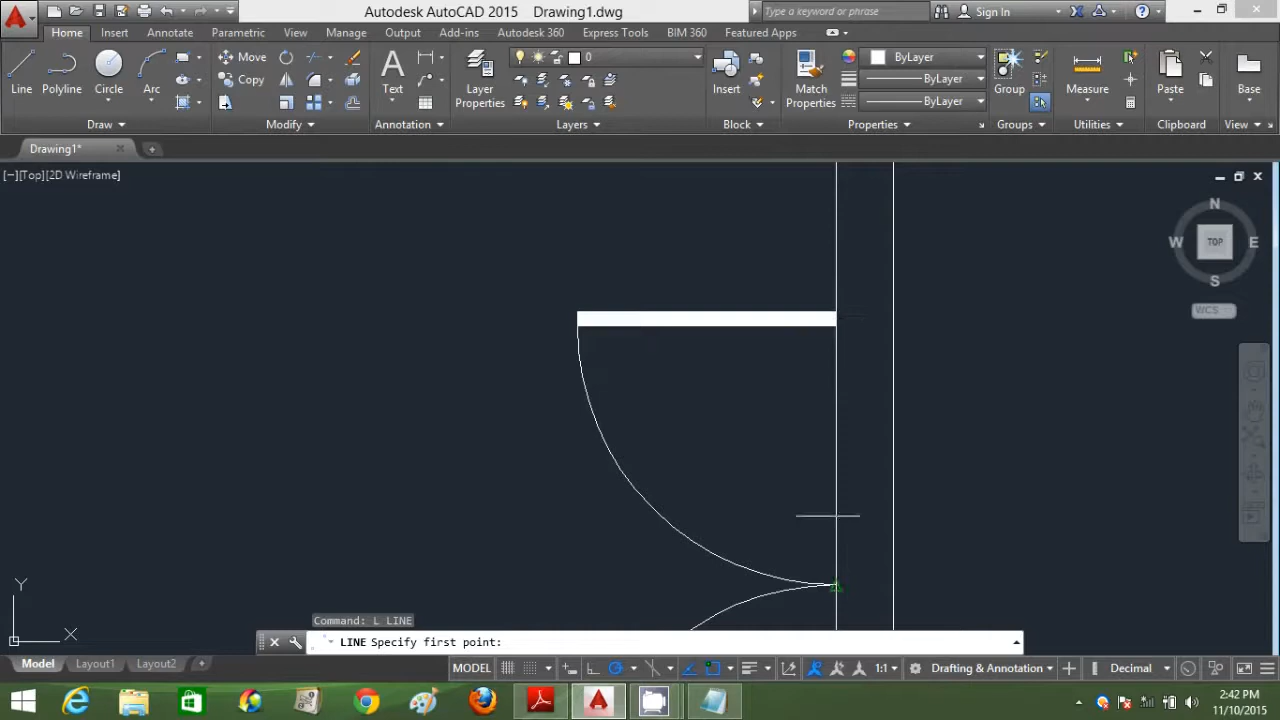 Autodesk AutoCAD 2015 Drawing1.dwg
Type a keyword or phrase
Sign In
Home Insert Annotate Parametric View Manage Output Add-ins Autodesk 360 Express Tools BIM 360 Featured Apps
Line Polyline Circle Arc
Move
Copy
Text
Layer Properties
0
Insert
Match Properties
ByLayer
ByLayer
ByLayer
Group
Measure
Paste
Base
Draw Modify Annotation Layers Block Properties Groups Utilities Clipboard View
Drawing1*
[−][Top][2D Wireframe]
N
W TOP E
S
WCS
Y
X
Command: L LINE
LINE Specify first point:
Model Layout1 Layout2
MODEL 1:1 Drafting & Annotation Decimal
2:42 PM
11/10/2015